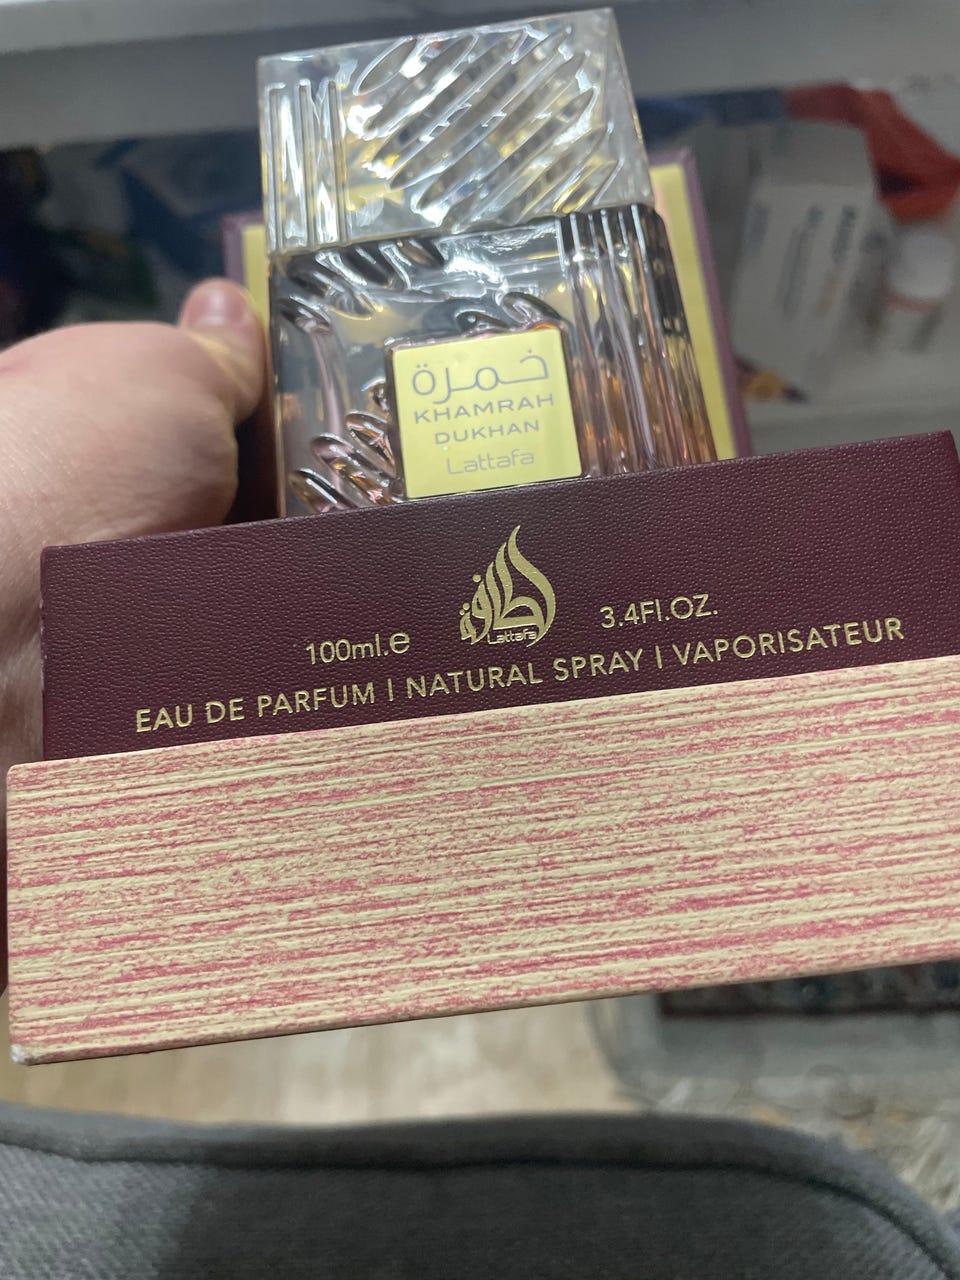 خمرة
KHAMRAH
DUKHAN
Lattafa
لطافة
Lattafa
100ml.e
3.4Fl.OZ.
EAU DE PARFUM | NATURAL SPRAY | VAPORISATEUR